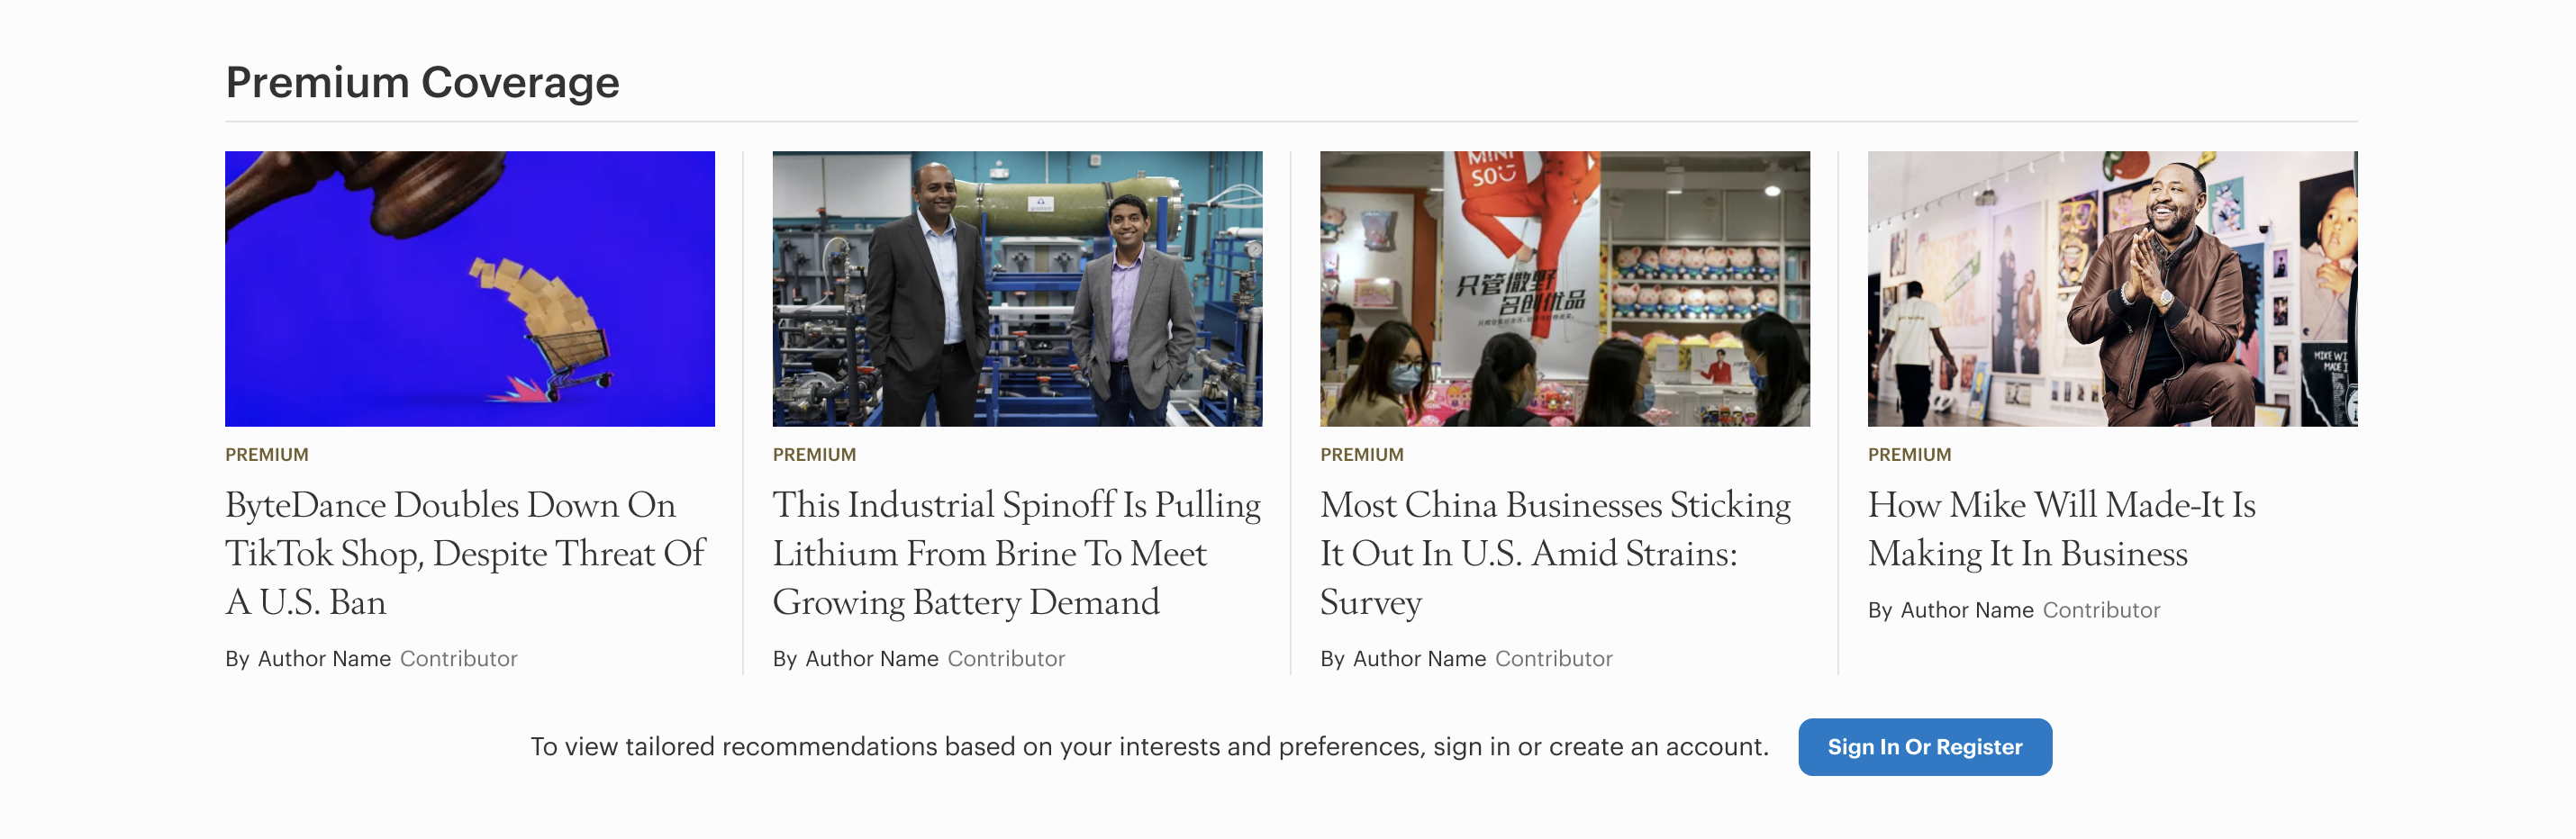 Premium Coverage
MINI
SO
只管撒野
名创优品
MIKE WI
MADE I
PREMIUM
ByteDance Doubles Down On
TikTok Shop, Despite Threat Of
A U.S. Ban
By Author Name Contributor
PREMIUM
This Industrial Spinoff Is Pulling
Lithium From Brine To Meet
Growing Battery Demand
By Author Name Contributor
PREMIUM
Most China Businesses Sticking
It Out In U.S. Amid Strains:
Survey
By Author Name Contributor
PREMIUM
How Mike Will Made-It Is
Making It In Business
By Author Name Contributor
To view tailored recommendations based on your interests and preferences, sign in or create an account.
Sign In Or Register